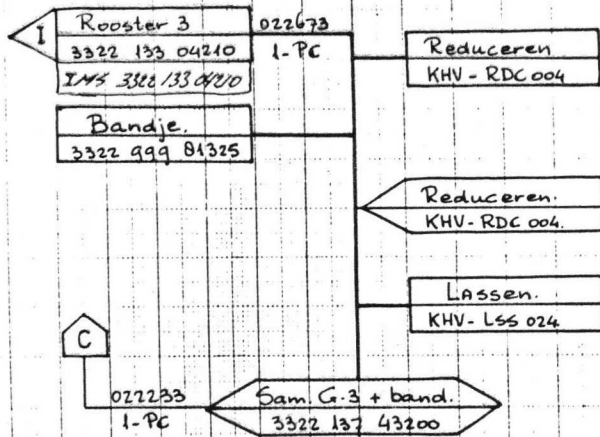 I
Rooster 3
3322 133 04210
IMS 3322 133 04210
022673
1-PC
Reduceren
KHV-RDC 004
Bandje.
3322 999 81325
Reduceren.
KHV-RDC 004.
Lassen.
KHV-LSS 024.
C
022233
1-PC
Sam. G-3 + band.
3322 137 43200